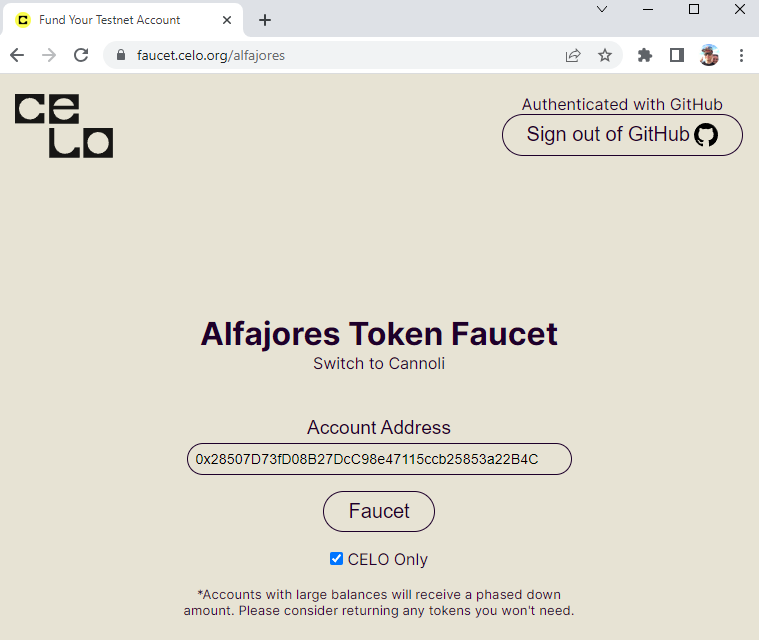 Fund Your Testnet Account
faucet.celo.org/alfajores
CELO
Authenticated with GitHub
Sign out of GitHub
Alfajores Token Faucet
Switch to Cannoli
Account Address
0x28507D73fD08B27DcC98e47115ccb25853a22B4C
Faucet
CELO Only
*Accounts with large balances will receive a phased down
amount. Please consider returning any tokens you won't need.